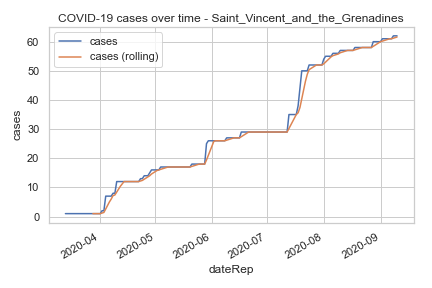 COVID-19 cases over time - Saint_Vincent_and_the_Grenadines
cases
cases (rolling)
cases
60
50
40
30
20
10
0
2020-04
2020-05
2020-06
2020-07
2020-08
2020-09
dateRep